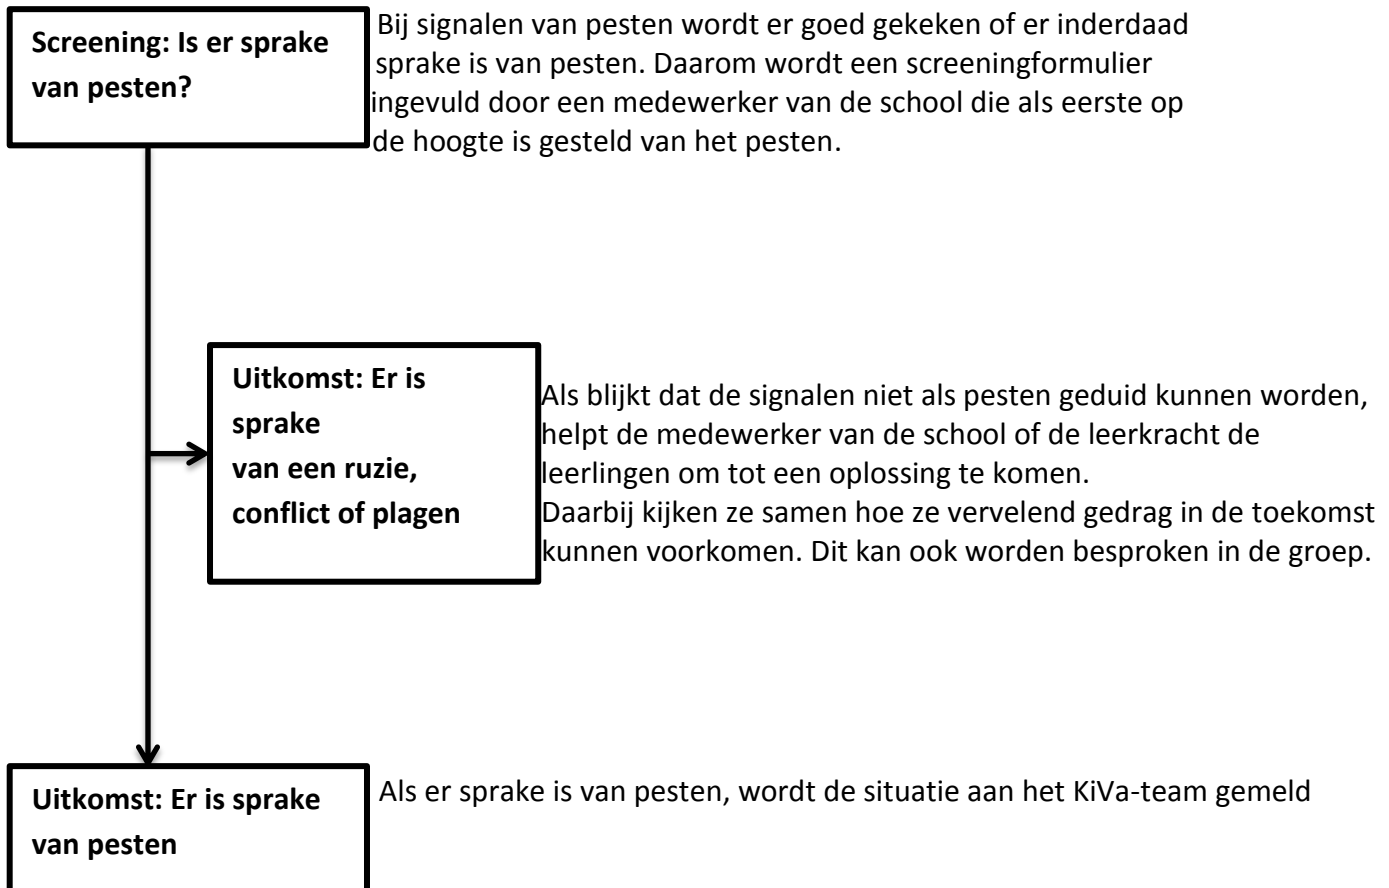 Screening: Is er sprake
van pesten?
Bij signalen van pesten wordt er goed gekeken of er inderdaad
sprake is van pesten. Daarom wordt een screeningformulier
ingevuld door een medewerker van de school die als eerste op
de hoogte is gesteld van het pesten.
Uitkomst: Er is
sprake
van een ruzie,
conflict of plagen
Als blijkt dat de signalen niet als pesten geduid kunnen worden,
helpt de medewerker van de school of de leerkracht de
leerlingen om tot een oplossing te komen.
Daarbij kijken ze samen hoe ze vervelend gedrag in de toekomst
kunnen voorkomen. Dit kan ook worden besproken in de groep.
Uitkomst: Er is sprake
van pesten
Als er sprake is van pesten, wordt de situatie aan het KiVa-team gemeld